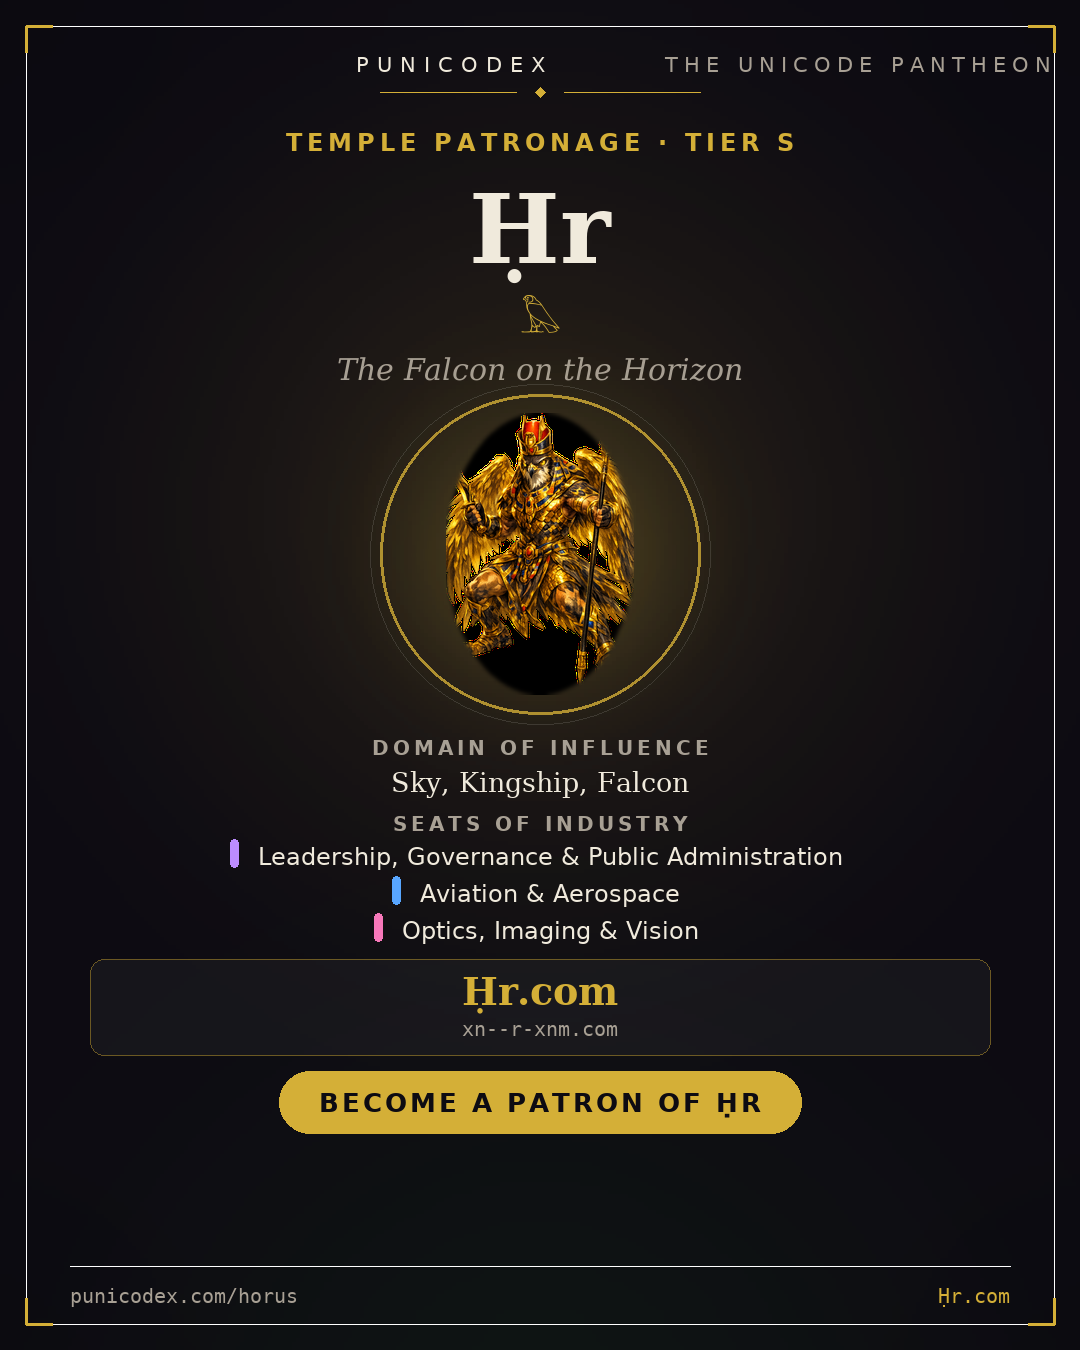 PUNICODEX THE UNICODE PANTHEON
TEMPLE PATRONAGE · TIER S
Ḥr
𓅃
The Falcon on the Horizon
DOMAIN OF INFLUENCE
Sky, Kingship, Falcon
SEATS OF INDUSTRY
Leadership, Governance & Public Administration
Aviation & Aerospace
Optics, Imaging & Vision
Ḥr.com
xn--r-xnm.com
BECOME A PATRON OF ḤR
punicodex.com/horus Ḥr.com